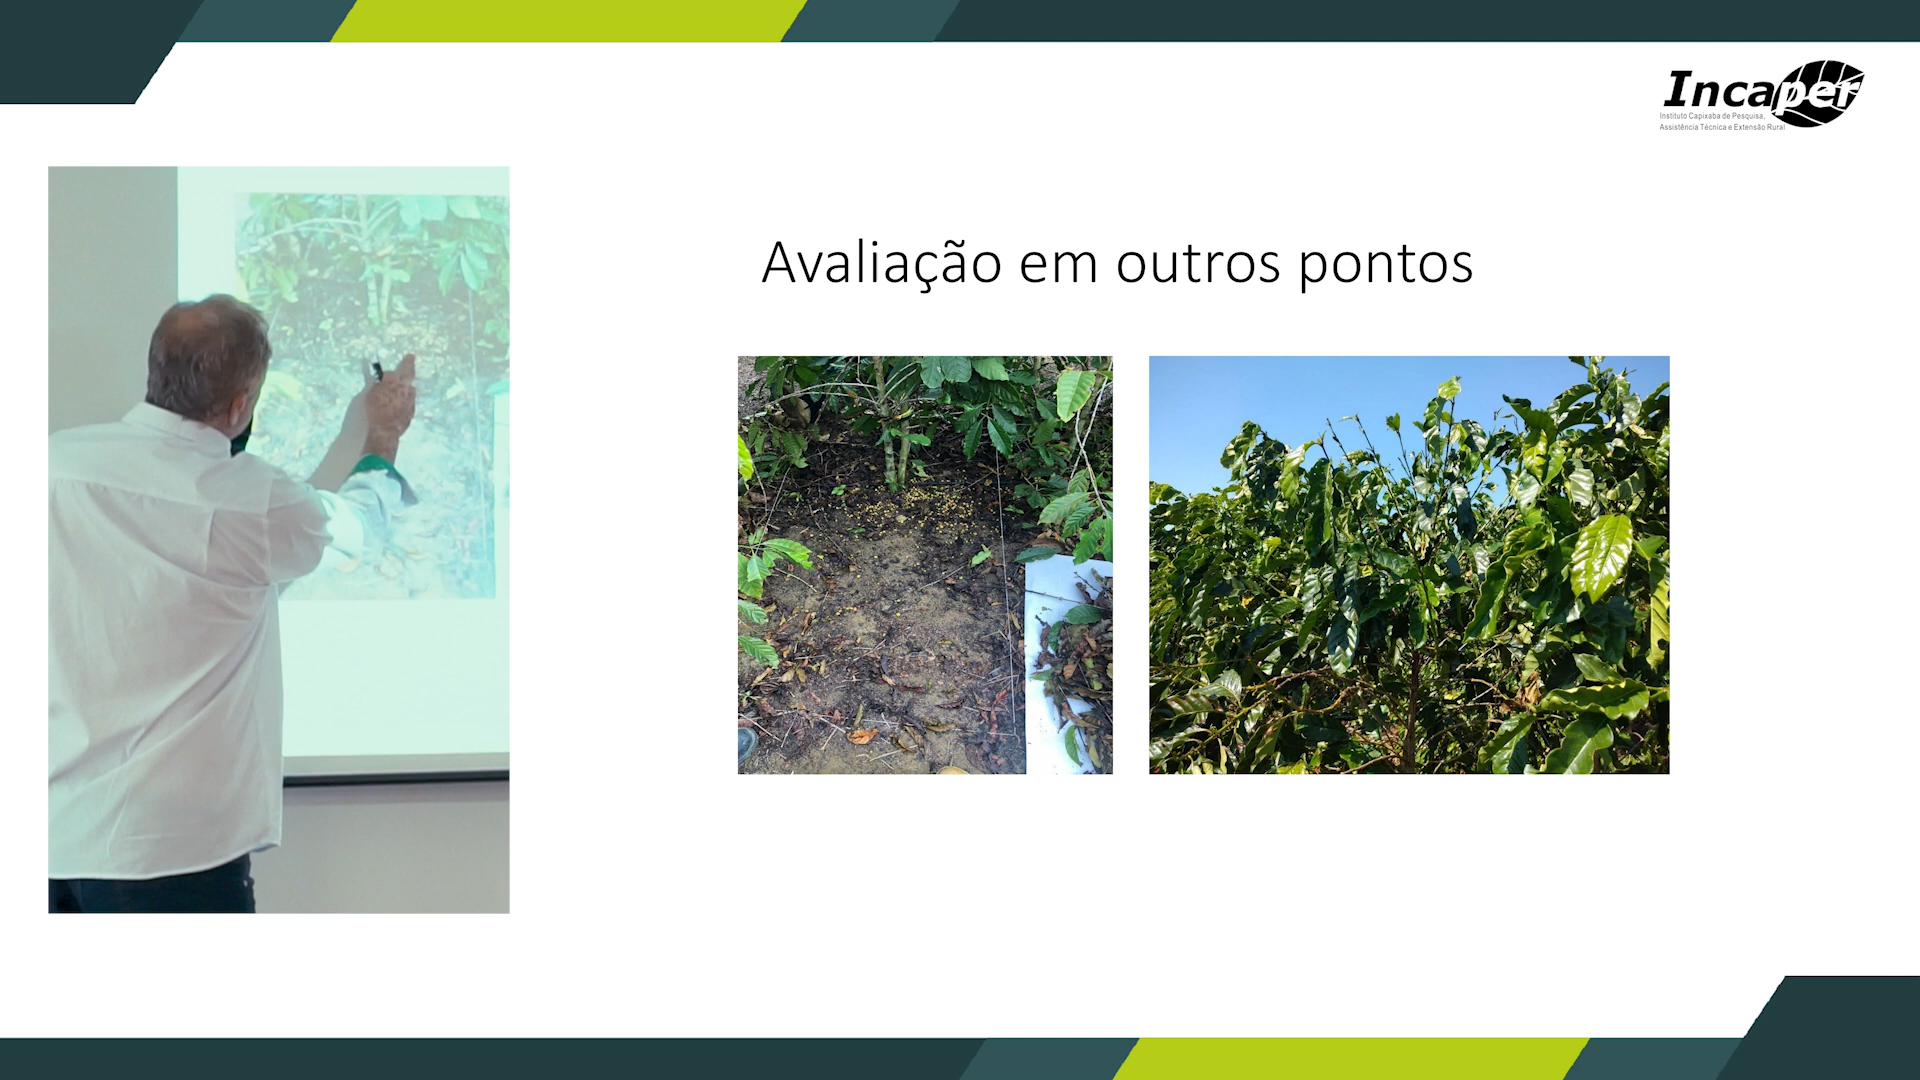 Incaper
Instituto Capixaba de Pesquisa,
Assistência Técnica e Extensão Rural
Avaliação em outros pontos